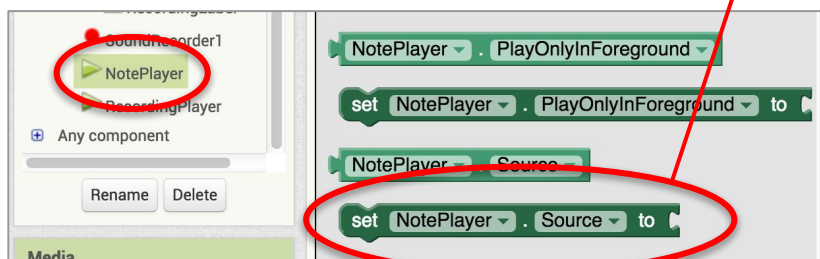 RecordingLabel
SoundRecorder1
NotePlayer
RecordingPlayer
Any component
Rename Delete
Media
NotePlayer . PlayOnlyInForeground
set NotePlayer . PlayOnlyInForeground to
NotePlayer . Source
set NotePlayer . Source to